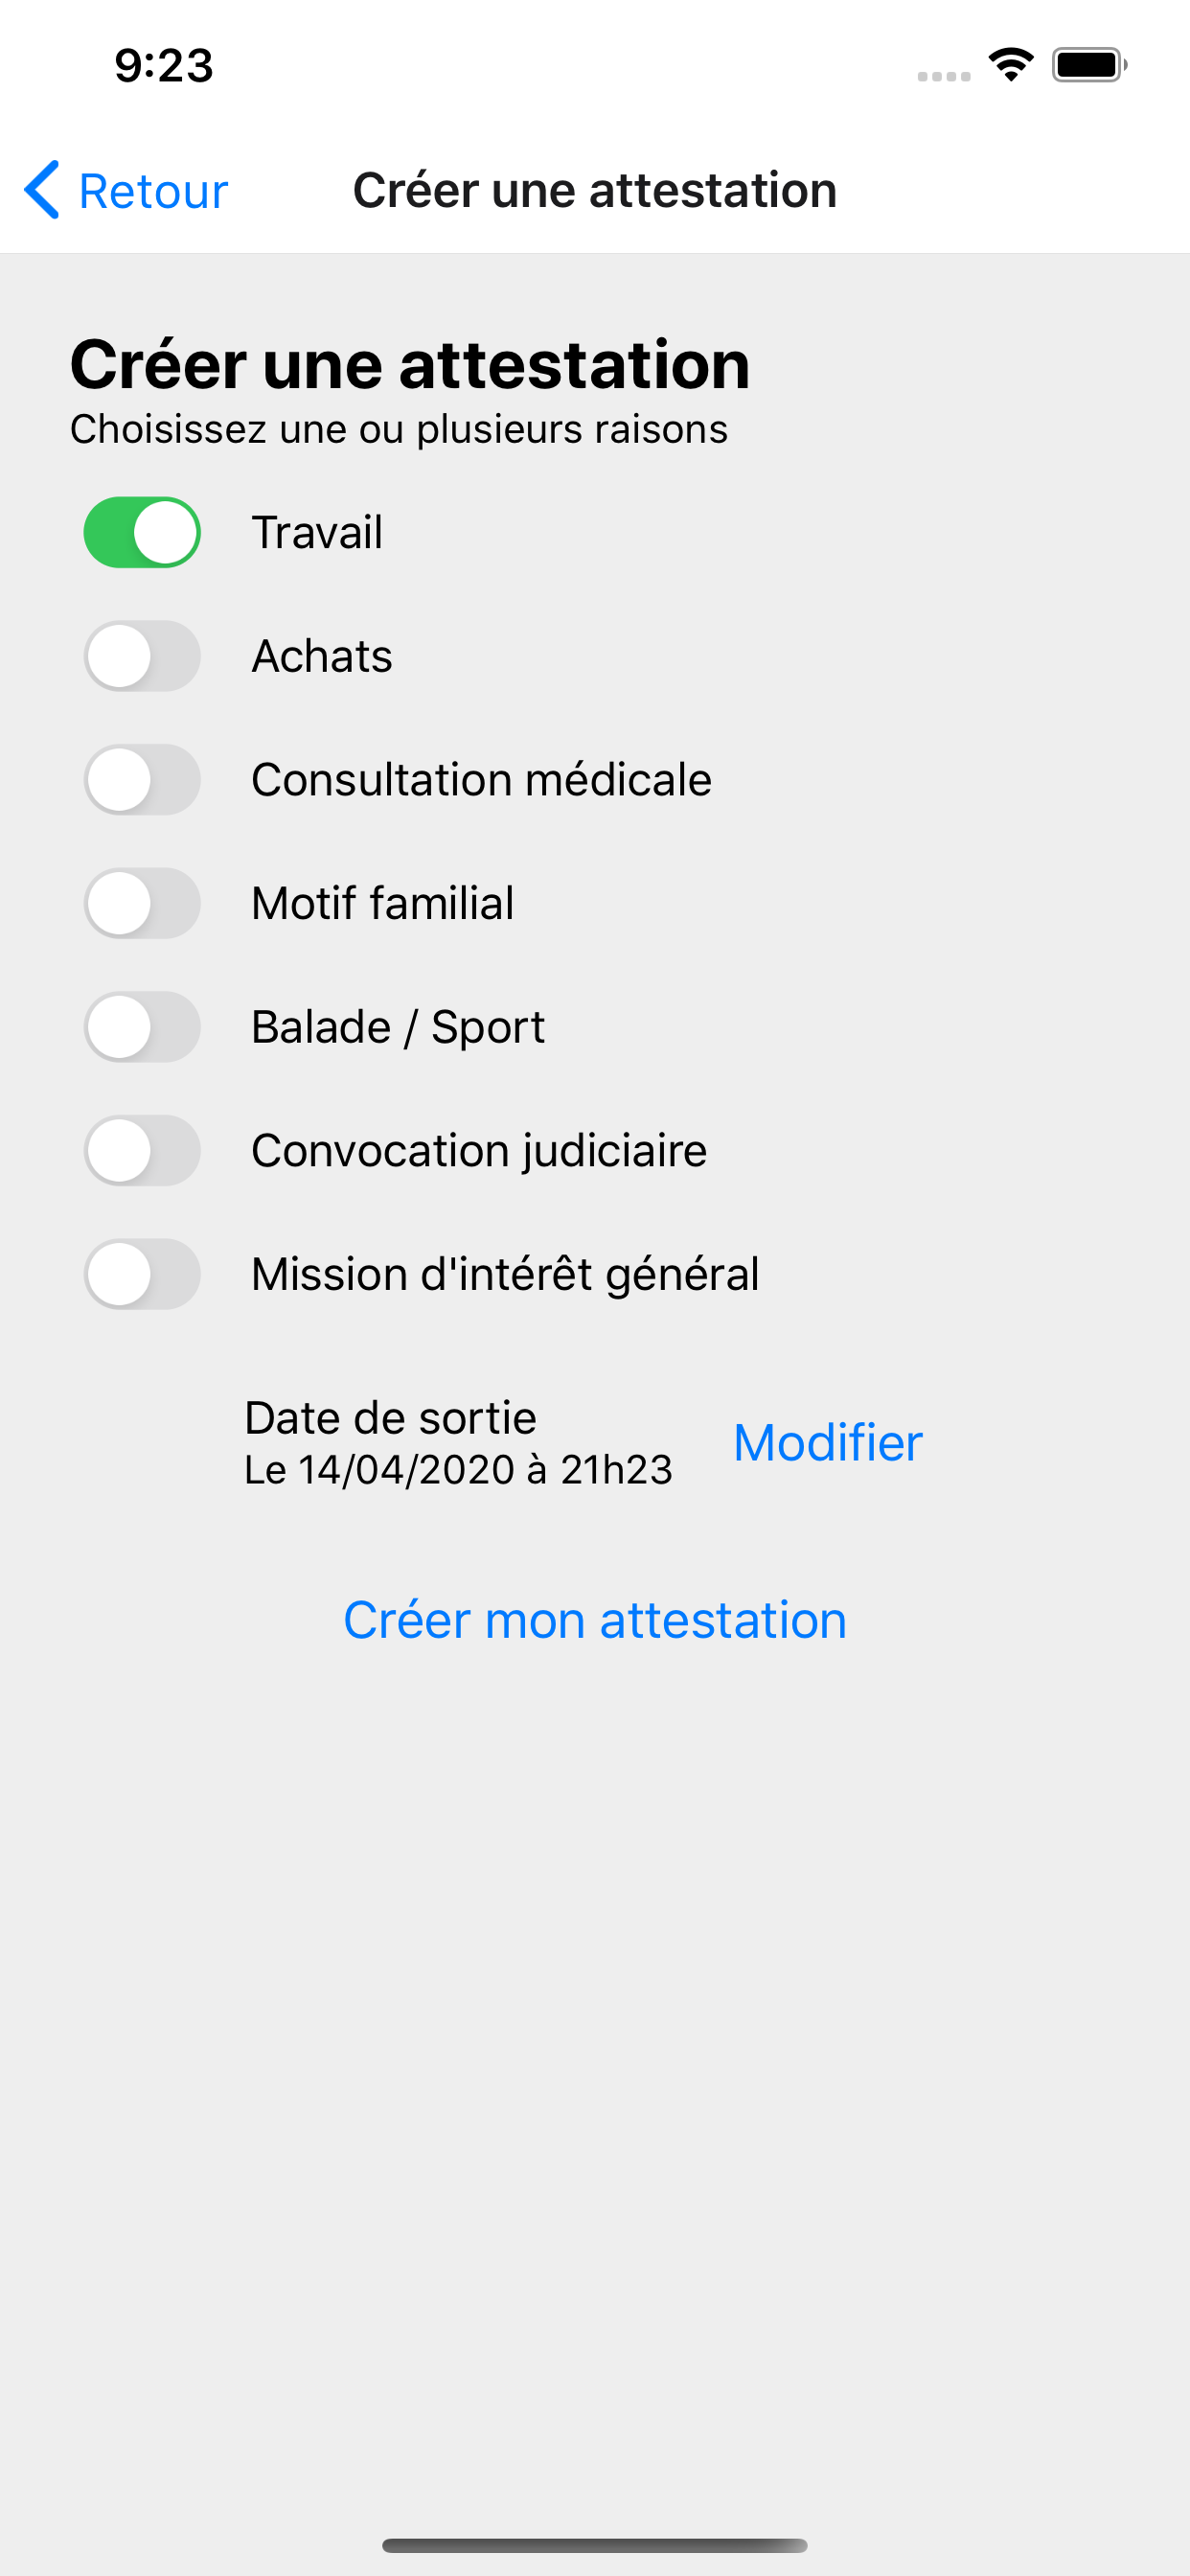 9:23
Retour
Créer une attestation
Créer une attestation
Choisissez une ou plusieurs raisons
Travail
Achats
Consultation médicale
Motif familial
Balade / Sport
Convocation judiciaire
Mission d'intérêt général
Date de sortie
Le 14/04/2020 à 21h23
Modifier
Créer mon attestation